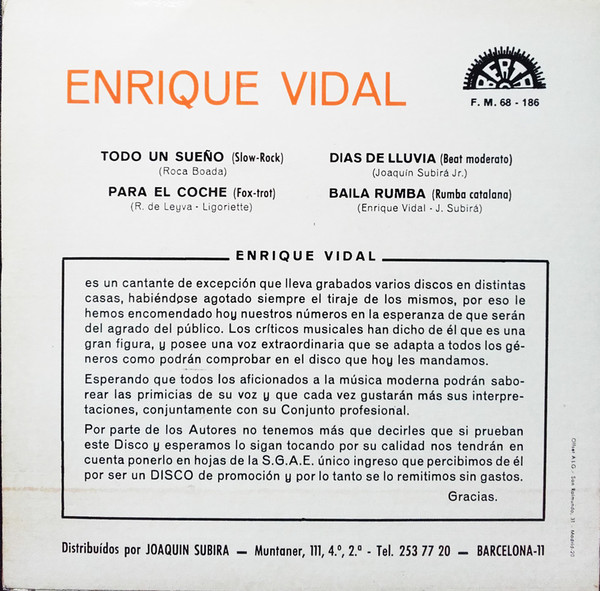 BERTA
ENRIQUE VIDAL
F. M. 68 - 186
TODO UN SUEÑO (Slow-Rock)
(Roca Boada)
PARA EL COCHE (Fox-trot)
(R. de Leyva - Ligoriette)
DIAS DE LLUVIA (Beat moderato)
(Joaquín Subirá Jr.)
BAILA RUMBA (Rumba catalana)
(Enrique Vidal - J. Subirá)
ENRIQUE VIDAL
es un cantante de excepción que lleva grabados varios discos en distintas
casas, habiéndpse agotado siempre el tiraje de los mismos, por eso le
hemos encomendado hoy nuestros números en la esperanza de que serán
del agrado del público. Los críticos musicales han dicho de él que es una
gran figura, y posee una voz extraordinaria que se adapta a todos los gé-
neros como podrán comprobar en el disco que hoy les mandamos.
Esperando que todos los aficionados a la música moderna podrán sabo-
rear las primicias de su voz y que cada vez gustarán más sus interpre-
taciones, conjuntamente con su Conjunto profesional.
Por parte de los Autores no tenemos más que decirles que si prueban
este Disco y esperamos lo sigan tocando por su calidad nos tendrán en
cuenta ponerlo en hojas de la S.G.A.E. único ingreso que percibimos de él
por ser un DISCO de promoción y por lo tanto se lo remitimos sin gastos.
Gracias.
Offset A.I.G. - San Raimundo, 31 - Madrid-20
Distribuídos por JOAQUIN SUBIRA — Muntaner, 111, 4.º, 2.ª - Tel. 253 77 20 — BARCELONA-11